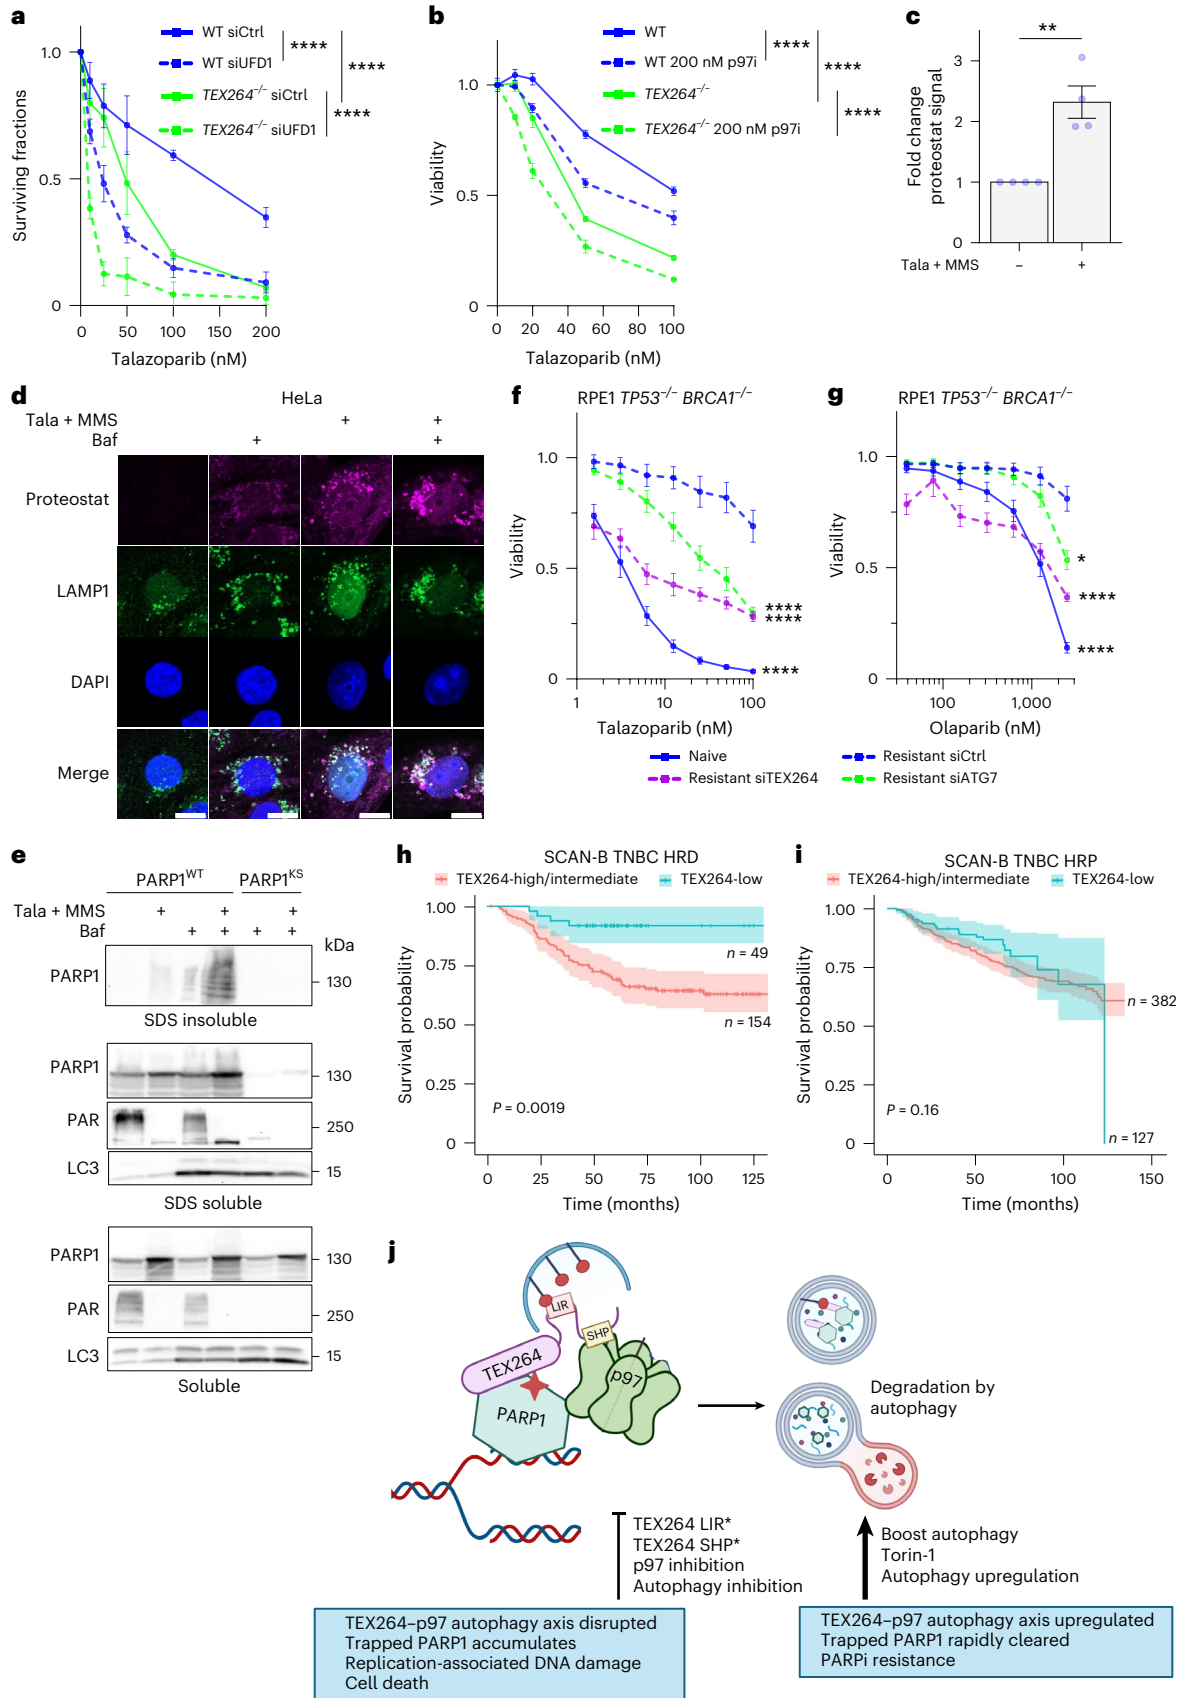 a
WT siCtrl
WT siUFD1
TEX264−/− siCtrl
TEX264−/− siUFD1
****
****
****
1.0
0.5
0
Surviving fractions
0 50 100 150 200
Talazoparib (nM)
b
WT
WT 200 nM p97i
TEX264−/−
TEX264−/− 200 nM p97i
****
****
****
1.0
0.5
0
Viability
0 20 40 60 80 100
Talazoparib (nM)
c
**
3
2
1
0
Fold change
proteostat signal
Tala + MMS − +
d
HeLa
Tala + MMS + +
Baf + +
Proteostat
LAMP1
DAPI
Merge
f
RPE1 TP53−/− BRCA1−/−
1.0
0.5
0
Viability
****
****
****
1 10 100
Talazoparib (nM)
g
RPE1 TP53−/− BRCA1−/−
1.0
0.5
0
Viability
*
****
****
100 1,000
Olaparib (nM)
Naive
Resistant siCtrl
Resistant siTEX264
Resistant siATG7
e
PARP1WT PARP1KS
Tala + MMS + + +
Baf + + + +
kDa
PARP1
130
SDS insoluble
PARP1
130
PAR
250
LC3
15
SDS soluble
PARP1
130
PAR
250
LC3
15
Soluble
h
SCAN-B TNBC HRD
TEX264-high/intermediate TEX264-low
1.00
0.75
0.50
0.25
0
Survival probability
n = 49
n = 154
P = 0.0019
0 25 50 75 100 125
Time (months)
i
SCAN-B TNBC HRP
TEX264-high/intermediate TEX264-low
1.00
0.75
0.50
0.25
0
Survival probability
n = 382
P = 0.16
n = 127
0 50 100 150
Time (months)
j
LIR
SHP
TEX264
p97
PARP1
Degradation by
autophagy
TEX264 LIR*
TEX264 SHP*
p97 inhibition
Autophagy inhibition
Boost autophagy
Torin-1
Autophagy upregulation
TEX264–p97 autophagy axis disrupted
Trapped PARP1 accumulates
Replication-associated DNA damage
Cell death
TEX264–p97 autophagy axis upregulated
Trapped PARP1 rapidly cleared
PARPi resistance